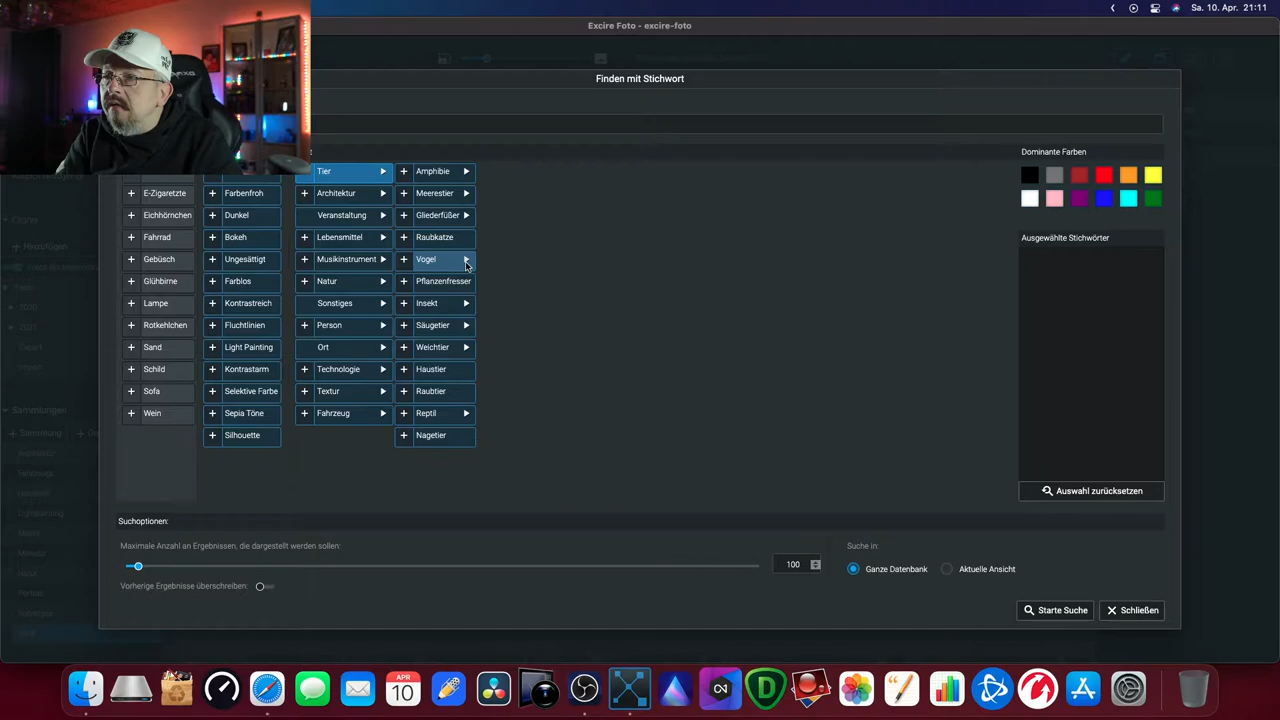 Sa. 10. Apr. 21:11
Excire Foto - excire-foto
Finden mit Stichwort
Dominante Farben
Tier
Amphibie
E-Zigaretzte
Farbenfroh
Architektur
Meerestier
Eichhörnchen
Dunkel
Veranstaltung
Gliederfüßer
Fahrrad
Bokeh
Lebensmittel
Raubkatze
Ausgewählte Stichwörter
Gebüsch
Ungesättigt
Musikinstrument
Vogel
Glühbirne
Farblos
Natur
Pflanzenfresser
Lampe
Kontrastreich
Sonstiges
Insekt
Rotkehlchen
Fluchtlinien
Person
Säugetier
Sand
Light Painting
Ort
Weichtier
Schild
Kontrastarm
Technologie
Haustier
Sofa
Selektive Farbe
Textur
Raubtier
Wein
Sepia Töne
Fahrzeug
Reptil
Silhouette
Nagetier
Auswahl zurücksetzen
Suchoptionen:
Maximale Anzahl an Ergebnissen, die dargestellt werden sollen:
100
Suche in:
Ganze Datenbank
Aktuelle Ansicht
Vorherige Ergebnisse überschreiben:
Starte Suche
Schließen
Sammlungen
2020
2021
APR
10